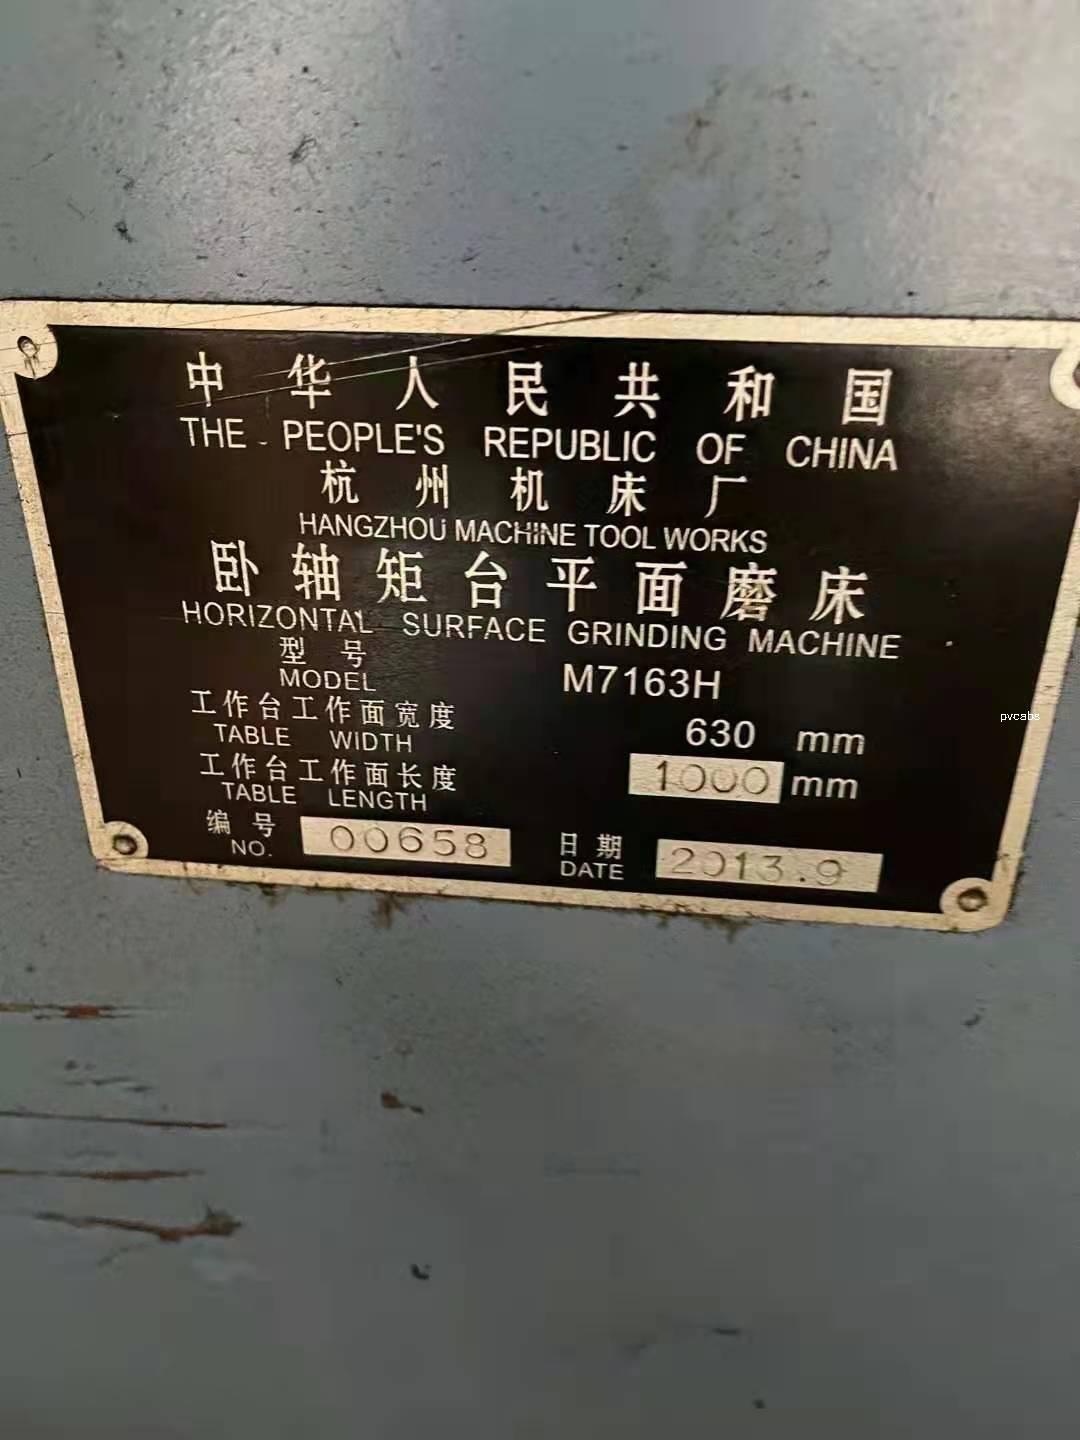 中华人民共和国
THE PEOPLE'S REPUBLIC OF CHINA
杭州机床厂
HANGZHOU MACHINE TOOL WORKS
卧轴矩台平面磨床
HORIZONTAL SURFACE GRINDING MACHINE
型号
MODEL M7163H
工作台工作面宽度
TABLE WIDTH 630 mm
工作台工作面长度
TABLE LENGTH 1000 mm
编号 日期
NO. 00658 DATE 2013.9
pvcabs